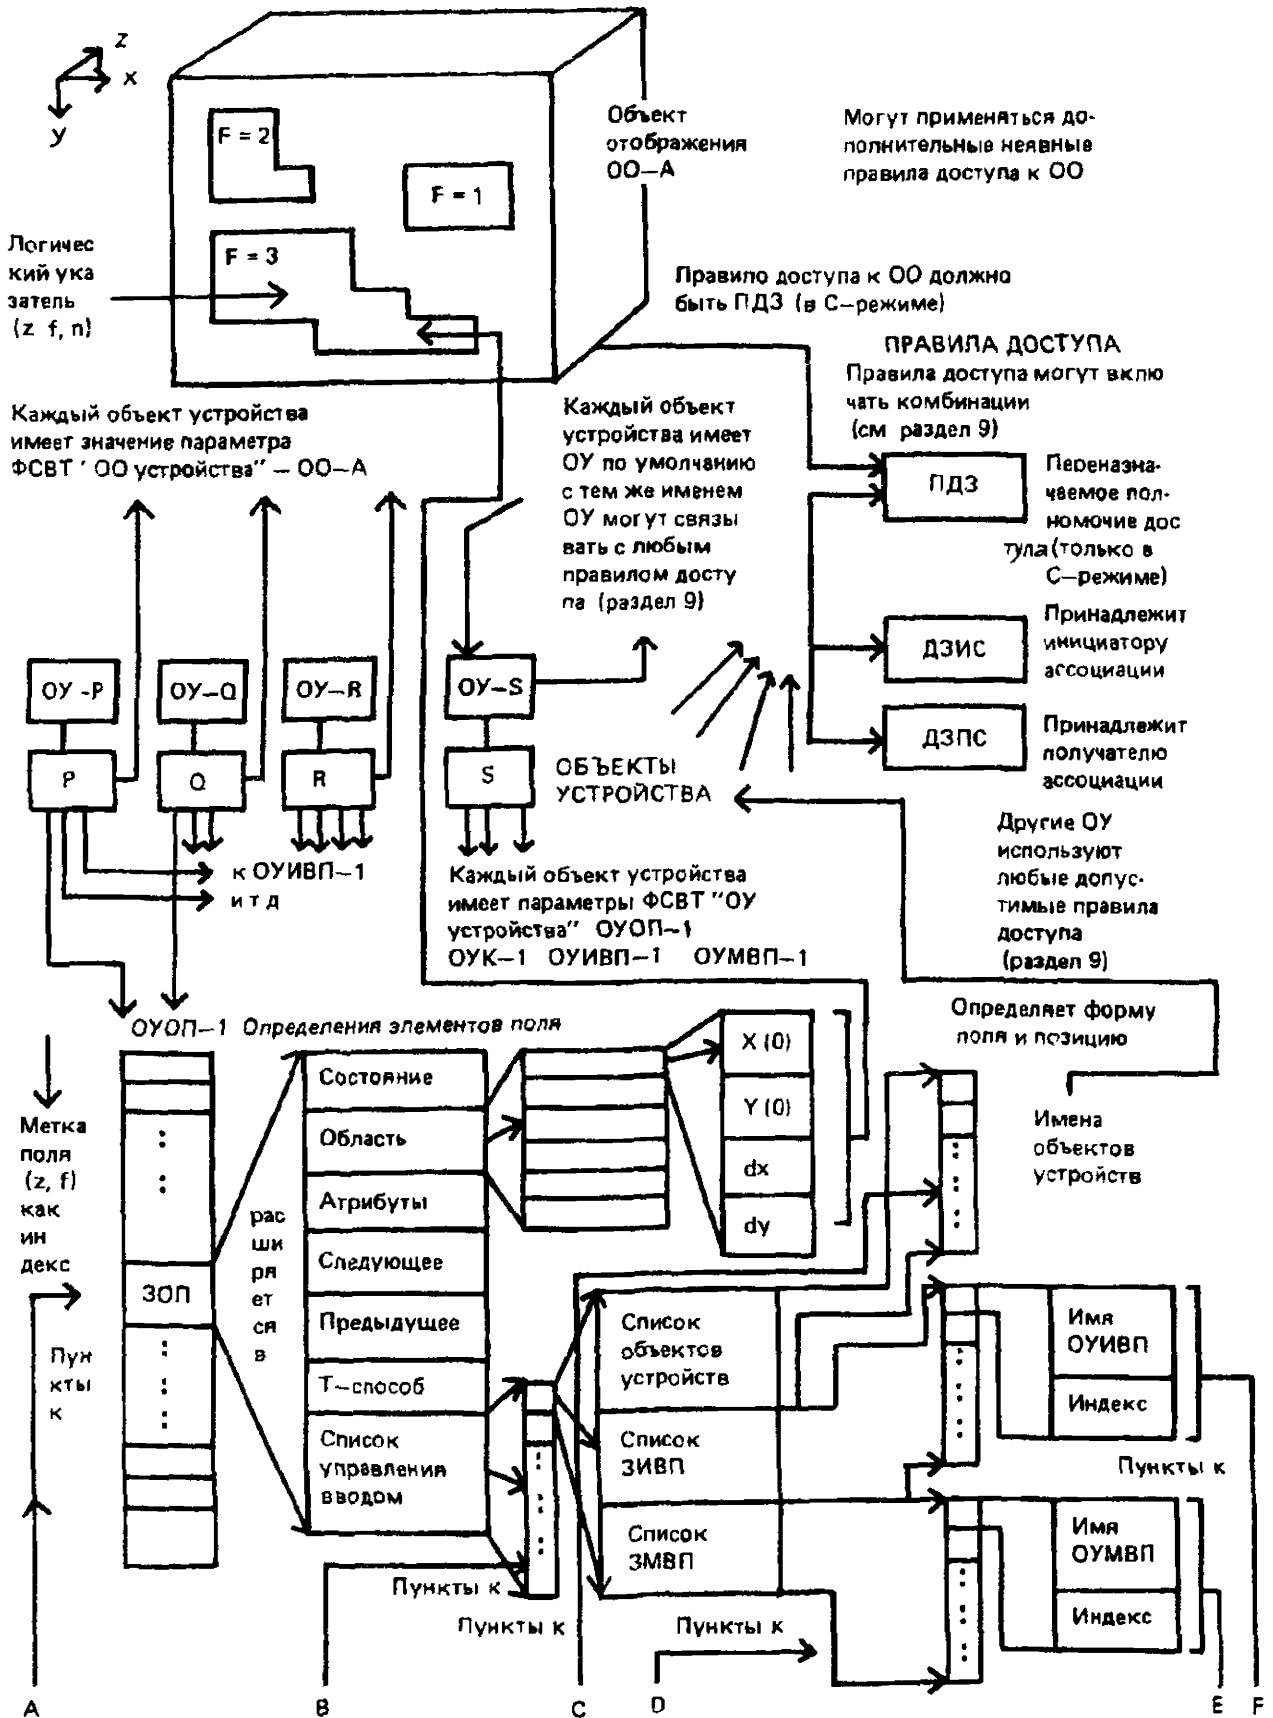 z
x
y
F = 2
F = 1
F = 3
Объект
отображения
ОО—А
Могут применяться до-
полнительные неявные
правила доступа к ОО
Логичес
кий ука
затель
(z f, n)
Правило доступа к ОО должно
быть ПДЗ (в С—режиме)
ПРАВИЛА ДОСТУПА
Правила доступа могут вклю
чать комбинации
(см раздел 9)
Каждый объект устройства
имеет значение параметра
ФСВТ ' ОО устройства" — ОО—А
Каждый объект
устройства имеет
ОУ по умолчанию
с тем же именем
ОУ могут связы
вать с любым
правилом досту
па (раздел 9)
ПДЗ
Переназна-
чаемое пол-
номочие дос
тупа (только в
С—режиме)
ДЗИС
Принадлежит
инициатору
ассоциации
ДЗПС
Принадлежит
получателю
ассоциации
ОУ -P
ОУ—Q
ОУ—R
ОУ—S
P
Q
R
S
ОБЪЕКТЫ
УСТРОЙСТВА
к ОУИВП—1
и т д
Каждый объект устройства
имеет параметры ФСВТ "ОУ
устройства" ОУОП—1
ОУК—1 ОУИВП—1 ОУМВП—1
Другие ОУ
используют
любые допус-
тимые правила
доступа
(раздел 9)
ОУОП—1 Определения элементов поля
Определяет форму
поля и позицию
Метка
поля
(z, f)
как
ин
декс
Пун
кты
к
ЗОП
рас
ши
ря
ет
ся
в
Состояние
Область
Атрибуты
Следующее
Предыдущее
Т—способ
Список
управления
вводом
X (0)
Y (0)
dx
dy
Имена
объектов
устройств
Список
объектов
устройств
Список
ЗИВП
Список
ЗМВП
Имя
ОУИВП
Индекс
Пункты к
Имя
ОУМВП
Индекс
Пункты к
Пункты к
Пункты к
A
B
C
D
E
F